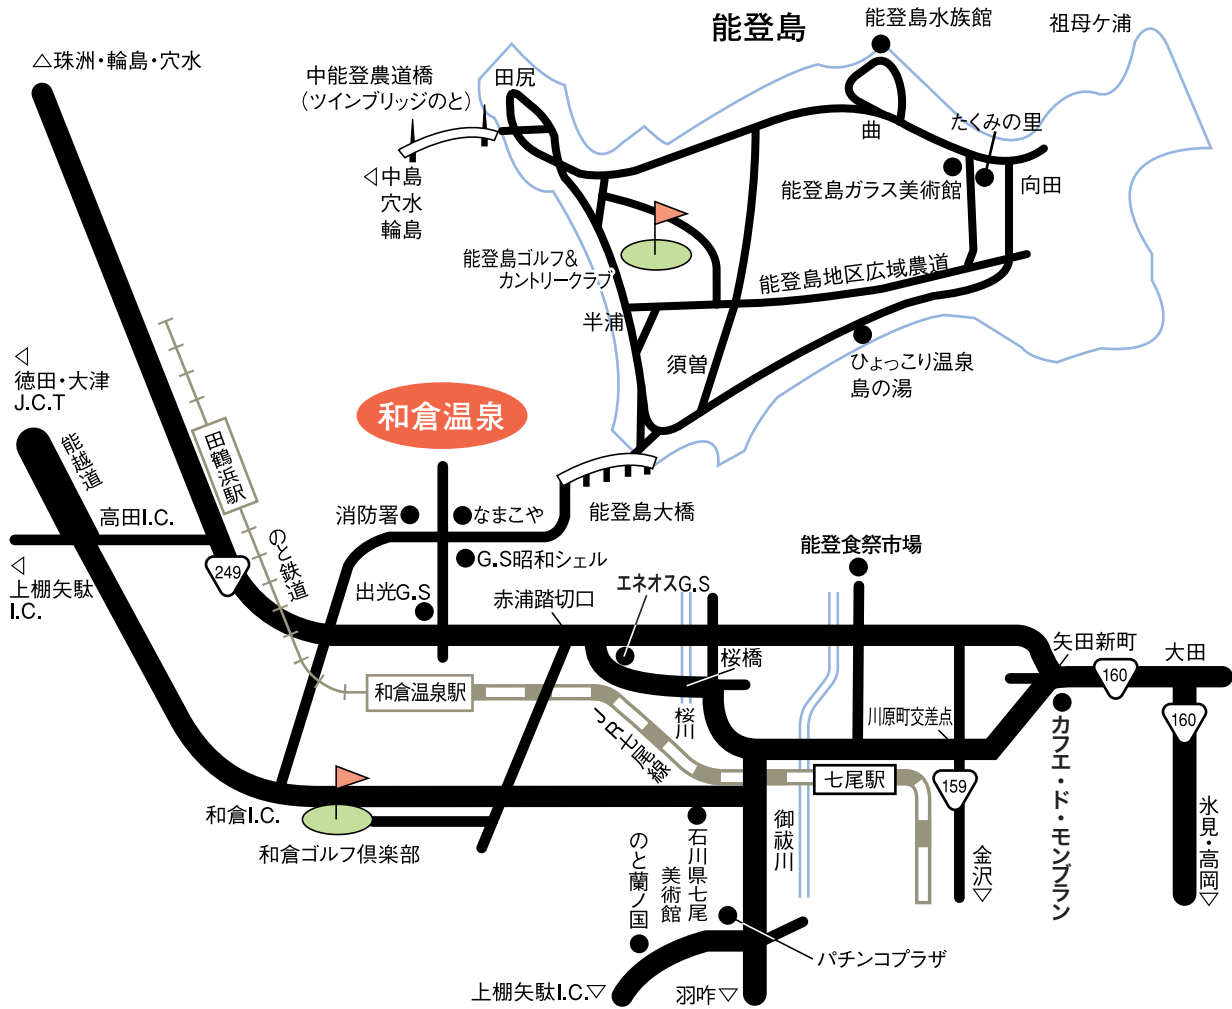 能登島
能登島水族館
祖母ケ浦
△珠洲・輪島・穴水
中能登農道橋
(ツインブリッジのと)
田尻
曲
たくみの里
◁中島
穴水
輪島
能登島ガラス美術館
向田
能登島ゴルフ&
カントリークラブ
能登島地区広域農道
半浦
須曽
ひょっこり温泉
島の湯
◁
徳田・大津
J.C.T
和倉温泉
能越道
田鶴浜駅
高田I.C.
のと鉄道
消防署
なまこや
能登島大橋
G.S昭和シェル
能登食祭市場
◁
上棚矢駄
I.C.
249
出光G.S
赤浦踏切口
エネオスG.S
桜橋
矢田新町
大田
160
160
和倉温泉駅
JR七尾線
桜川
川原町交差点
カフエ・ド・モンブラン
七尾駅
159
和倉I.C.
和倉ゴルフ倶楽部
のと蘭ノ国
石川県七尾
美術館
御祓川
金沢▽
氷見・高岡▽
パチンコプラザ
上棚矢駄I.C.▽
羽咋▽